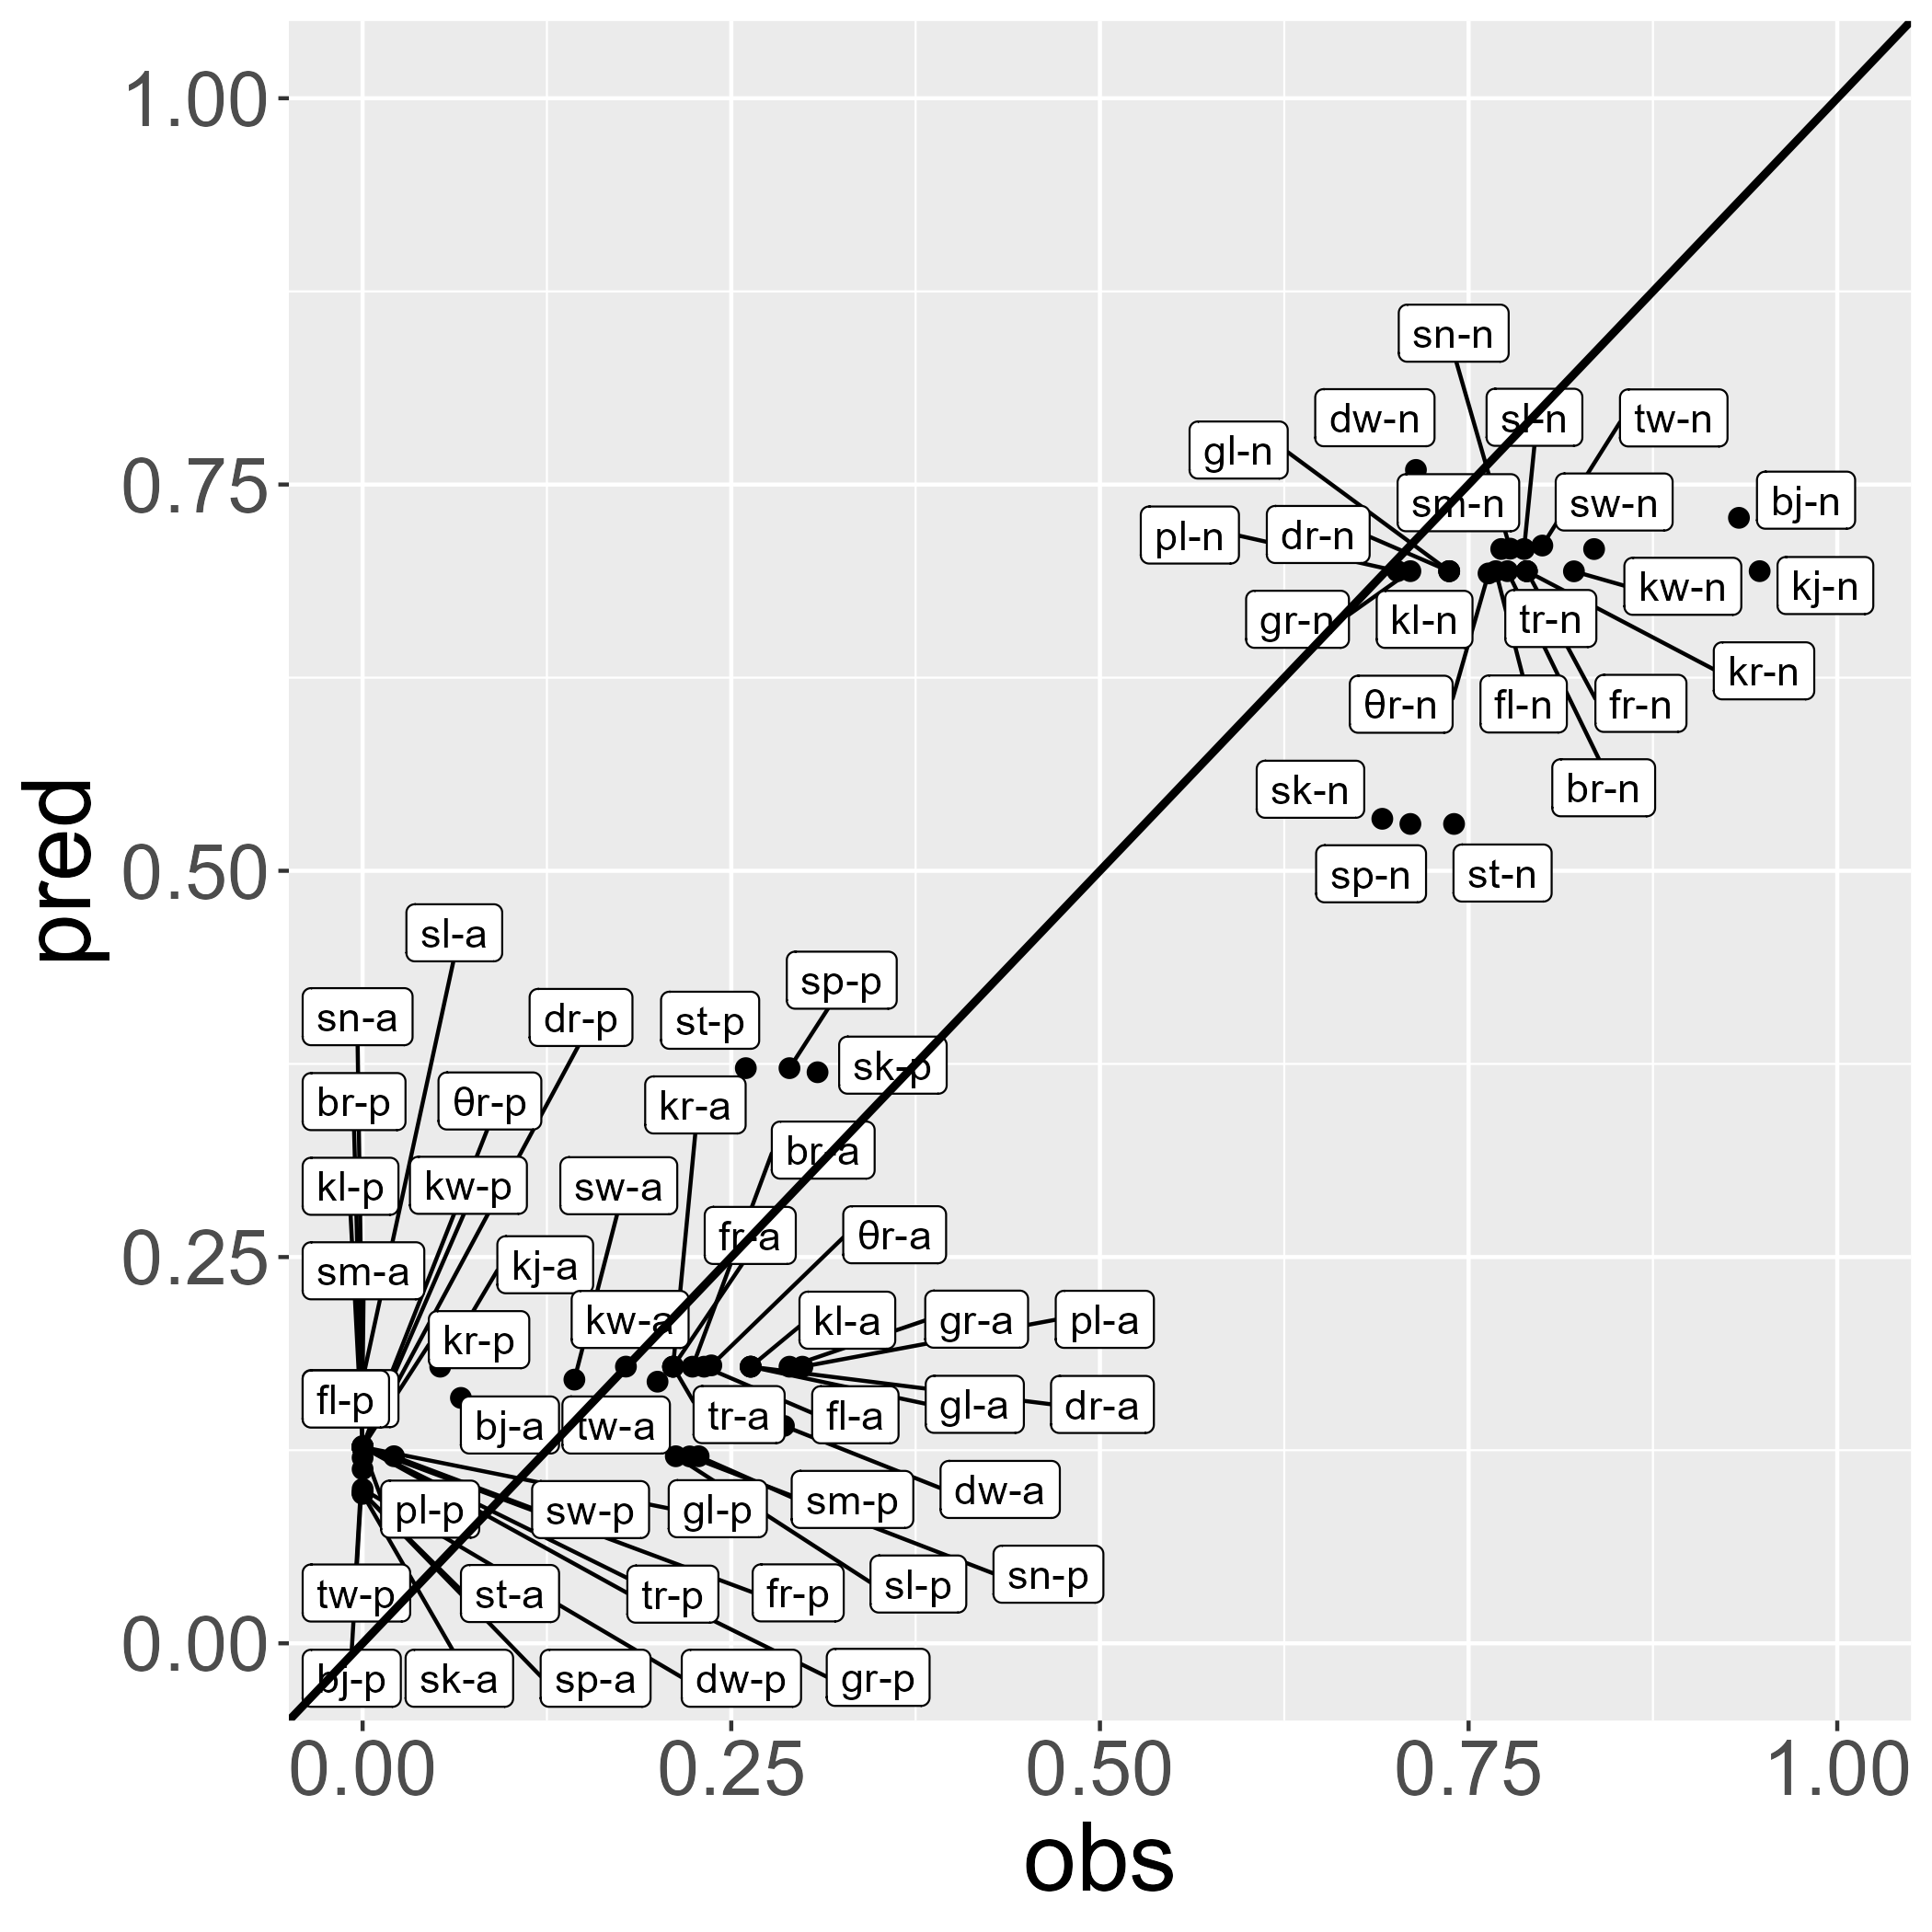 1.00
0.75
0.50
0.25
0.00
pred
sn-n
dw-n
sl-n
tw-n
gl-n
sm-n
sw-n
bj-n
pl-n
dr-n
kw-n
kj-n
gr-n
kl-n
tr-n
kr-n
θr-n
fl-n
fr-n
sk-n
br-n
sp-n
st-n
sl-a
sp-p
sn-a
dr-p
st-p
sk-p
br-p
θr-p
kr-a
br-a
kl-p
kw-p
sw-a
fr-a
θr-a
sm-a
kj-a
kr-p
kw-a
kl-a
gr-a
pl-a
fl-p
bj-a
tw-a
tr-a
fl-a
gl-a
dr-a
pl-p
sw-p
gl-p
sm-p
dw-a
tw-p
st-a
tr-p
fr-p
sl-p
sn-p
bj-p
sk-a
sp-a
dw-p
gr-p
0.00
0.25
0.50
0.75
1.00
obs